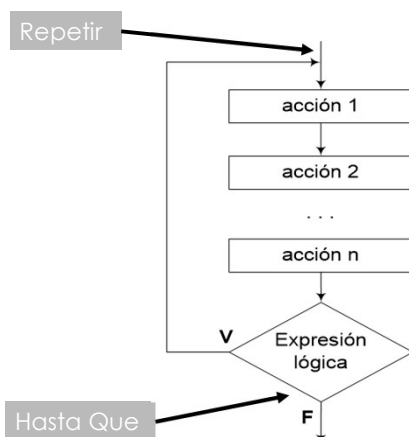 Repetir
acción 1
acción 2
. . .
acción n
V
Expresión
lógica
F
Hasta Que